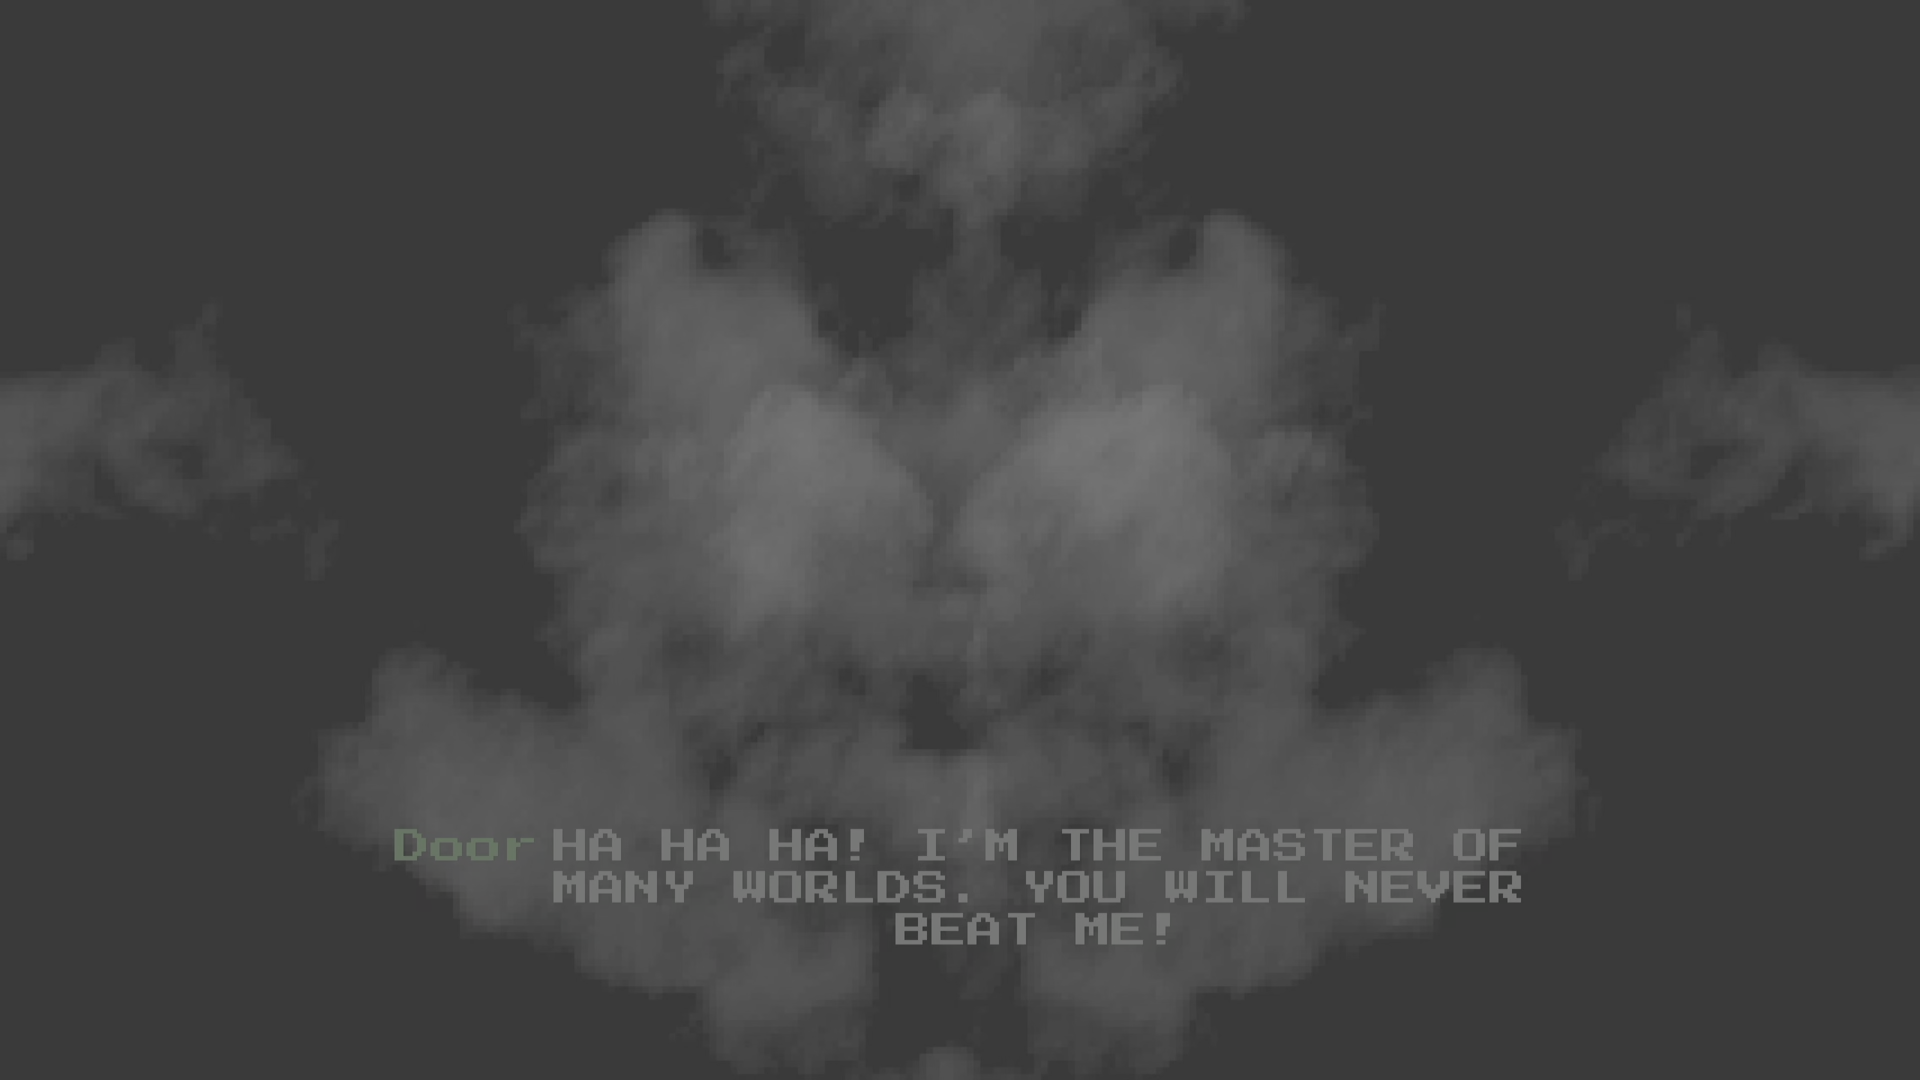 Door HA HA HA! I'M THE MASTER OF
MANY WORLDS. YOU WILL NEVER
BEAT ME!